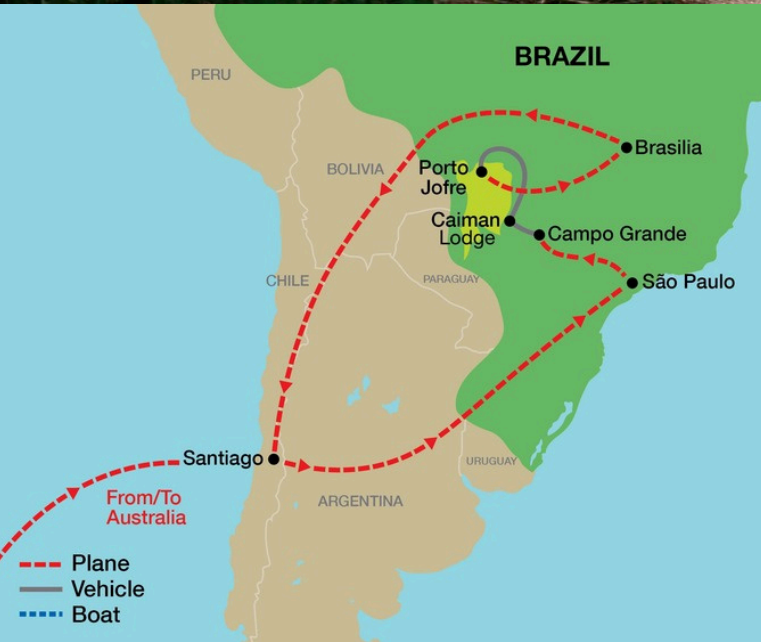 BRAZIL
PERU
Brasilia
BOLIVIA
Porto
Jofre
Caiman
Lodge
Campo Grande
CHILE
PARAGUAY
São Paulo
Santiago
URUGUAY
From/To
Australia
ARGENTINA
Plane
Vehicle
Boat